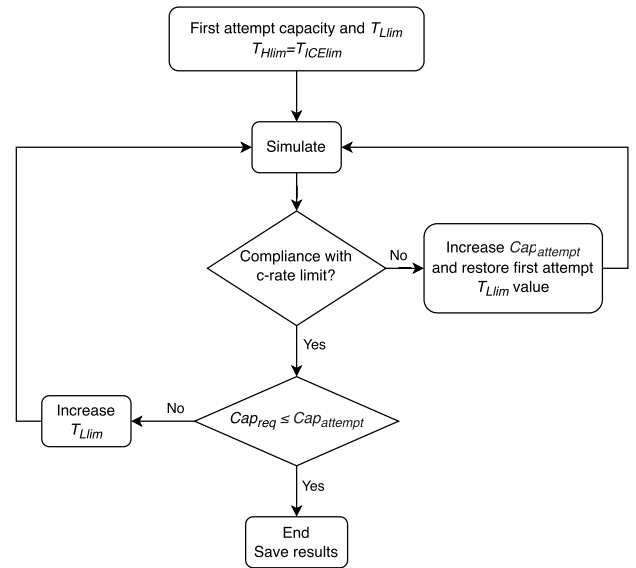 First attempt capacity and T_Llim
T_Hlim=T_ICElim
Simulate
Compliance with
c-rate limit?
No
Increase Cap_attempt
and restore first attempt
T_Llim value
Yes
Cap_req ≤ Cap_attempt
No
Increase
T_Llim
Yes
End
Save results